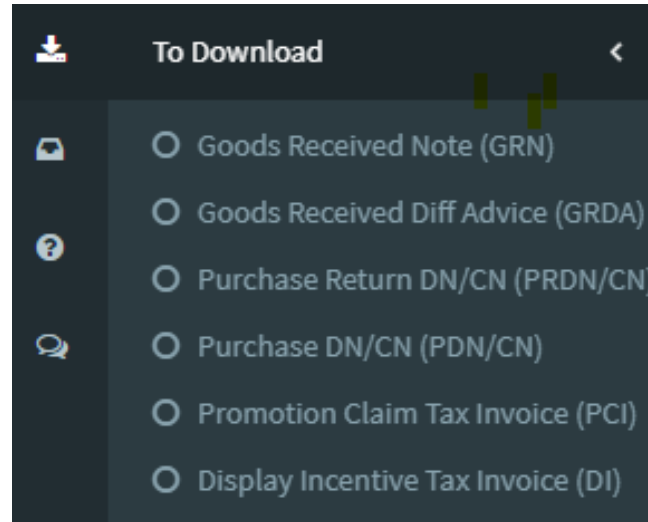 To Download
Goods Received Note (GRN)
Goods Received Diff Advice (GRDA)
Purchase Return DN/CN (PRDN/CN)
Purchase DN/CN (PDN/CN)
Promotion Claim Tax Invoice (PCI)
Display Incentive Tax Invoice (DI)